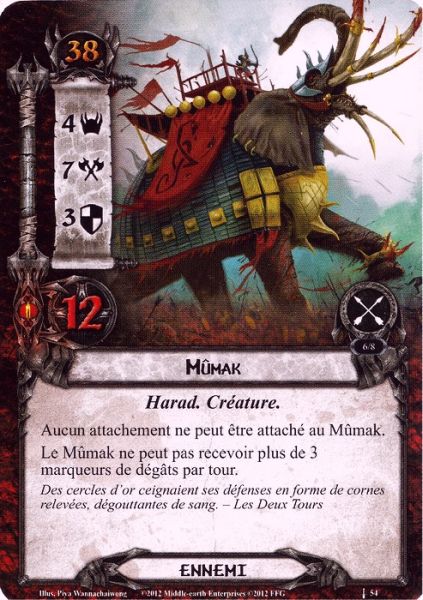 38
4
7
3
12
6/8
Mûmak
Harad. Créature.
Aucun attachement ne peut être attaché au Mûmak.
Le Mûmak ne peut pas recevoir plus de 3
marqueurs de dégâts par tour.
Des cercles d’or ceignaient ses défenses en forme de cornes
relevées, dégouttantes de sang. – Les Deux Tours
ENNEMI
Illus. Piya Wannachaiwong ©2012 Middle-earth Enterprises ©2012 FFG 54